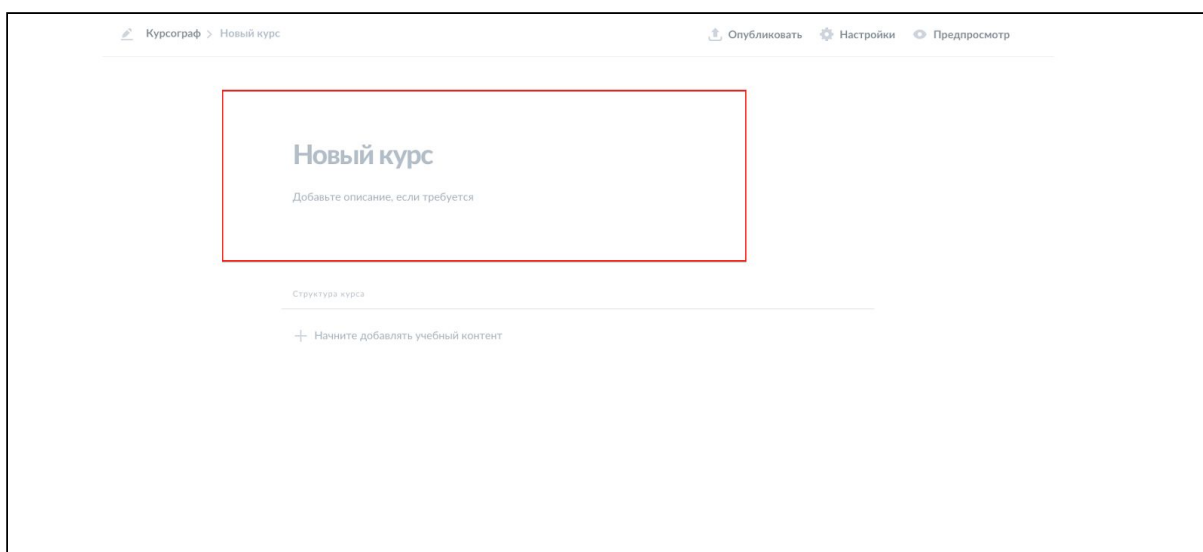 Курсограф > Новый курс
Опубликовать Настройки Предпросмотр
Новый курс
Добавьте описание, если требуется
Структура курса
+ Начните добавлять учебный контент